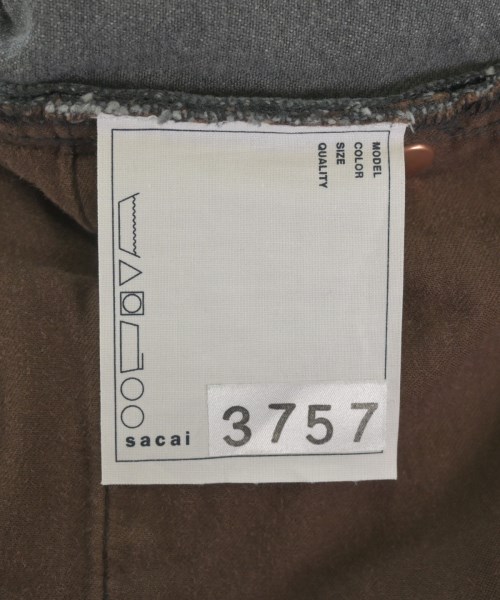 MODEL
COLOR
SIZE
QUALITY
sacai
3757